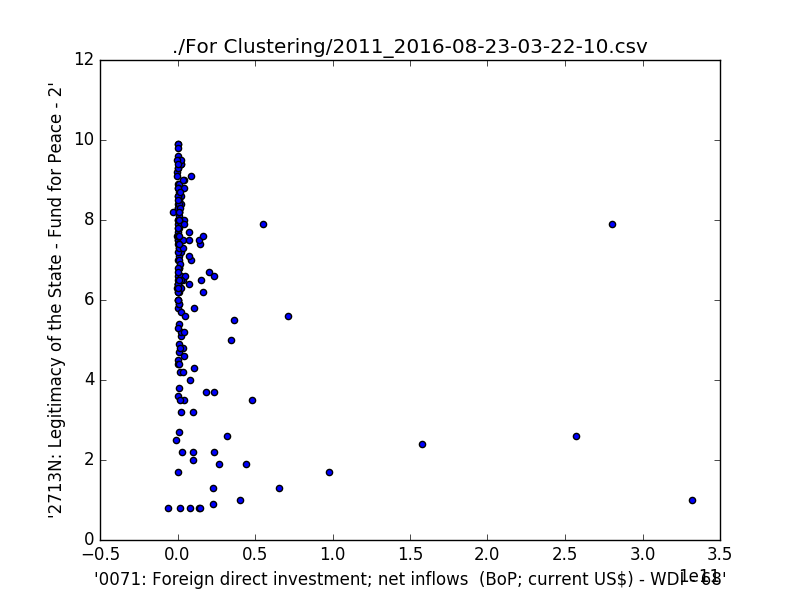 ./For Clustering/2011_2016-08-23-03-22-10.csv
12
10
8
6
4
2
0
'2713N: Legitimacy of the State - Fund for Peace - 2'
−0.5 0.0 0.5 1.0 1.5 2.0 2.5 3.0 3.5
1e11
'0071: Foreign direct investment; net inflows (BoP; current US$) - WDI - 68'